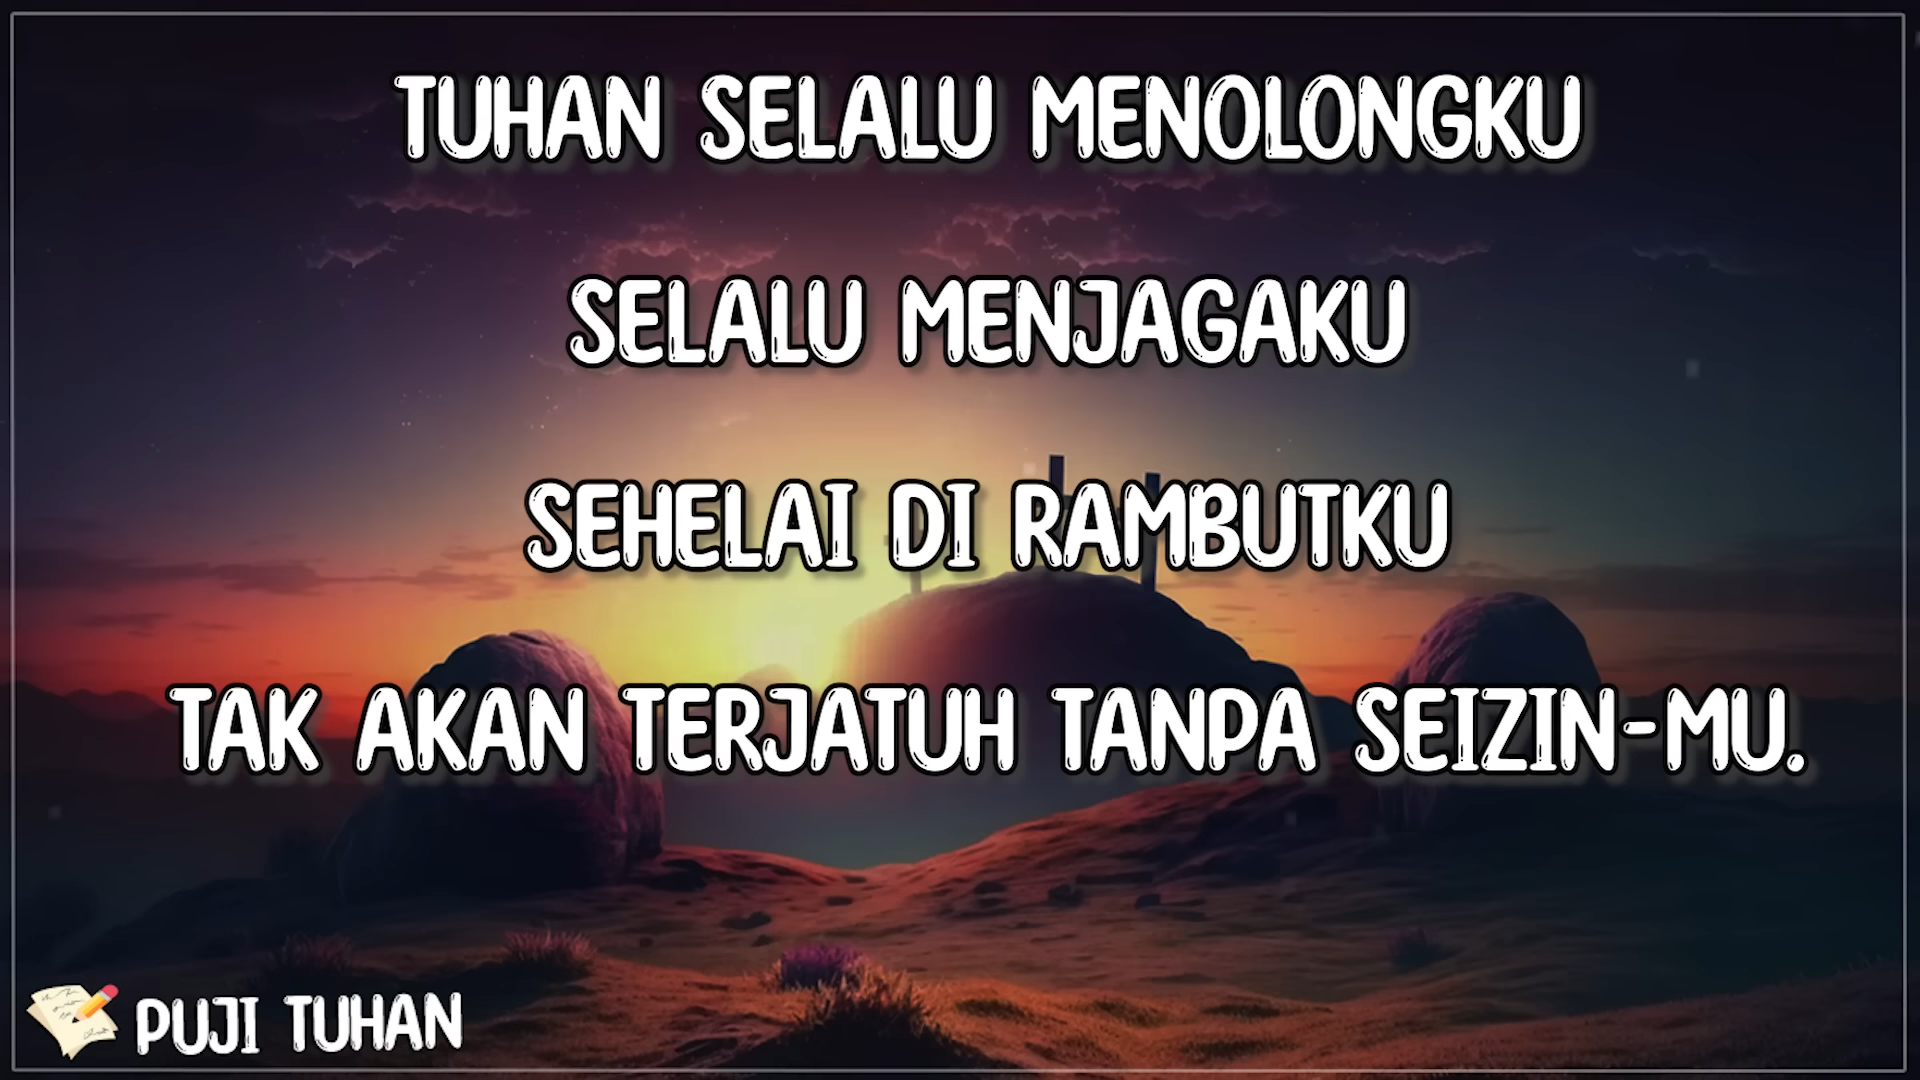 TUHAN SELALU MENOLONGKU
SELALU MENJAGAKU
SEHELAI DI RAMBUTKU
TAK AKAN TERJATUH TANPA SEIZIN-MU.
PUJI TUHAN